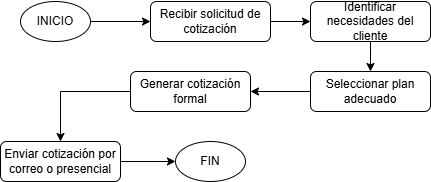 INICIO
Recibir solicitud de
cotización
Identificar
necesidades del
cliente
Seleccionar plan
adecuado
Generar cotización
formal
Enviar cotización por
correo o presencial
FIN